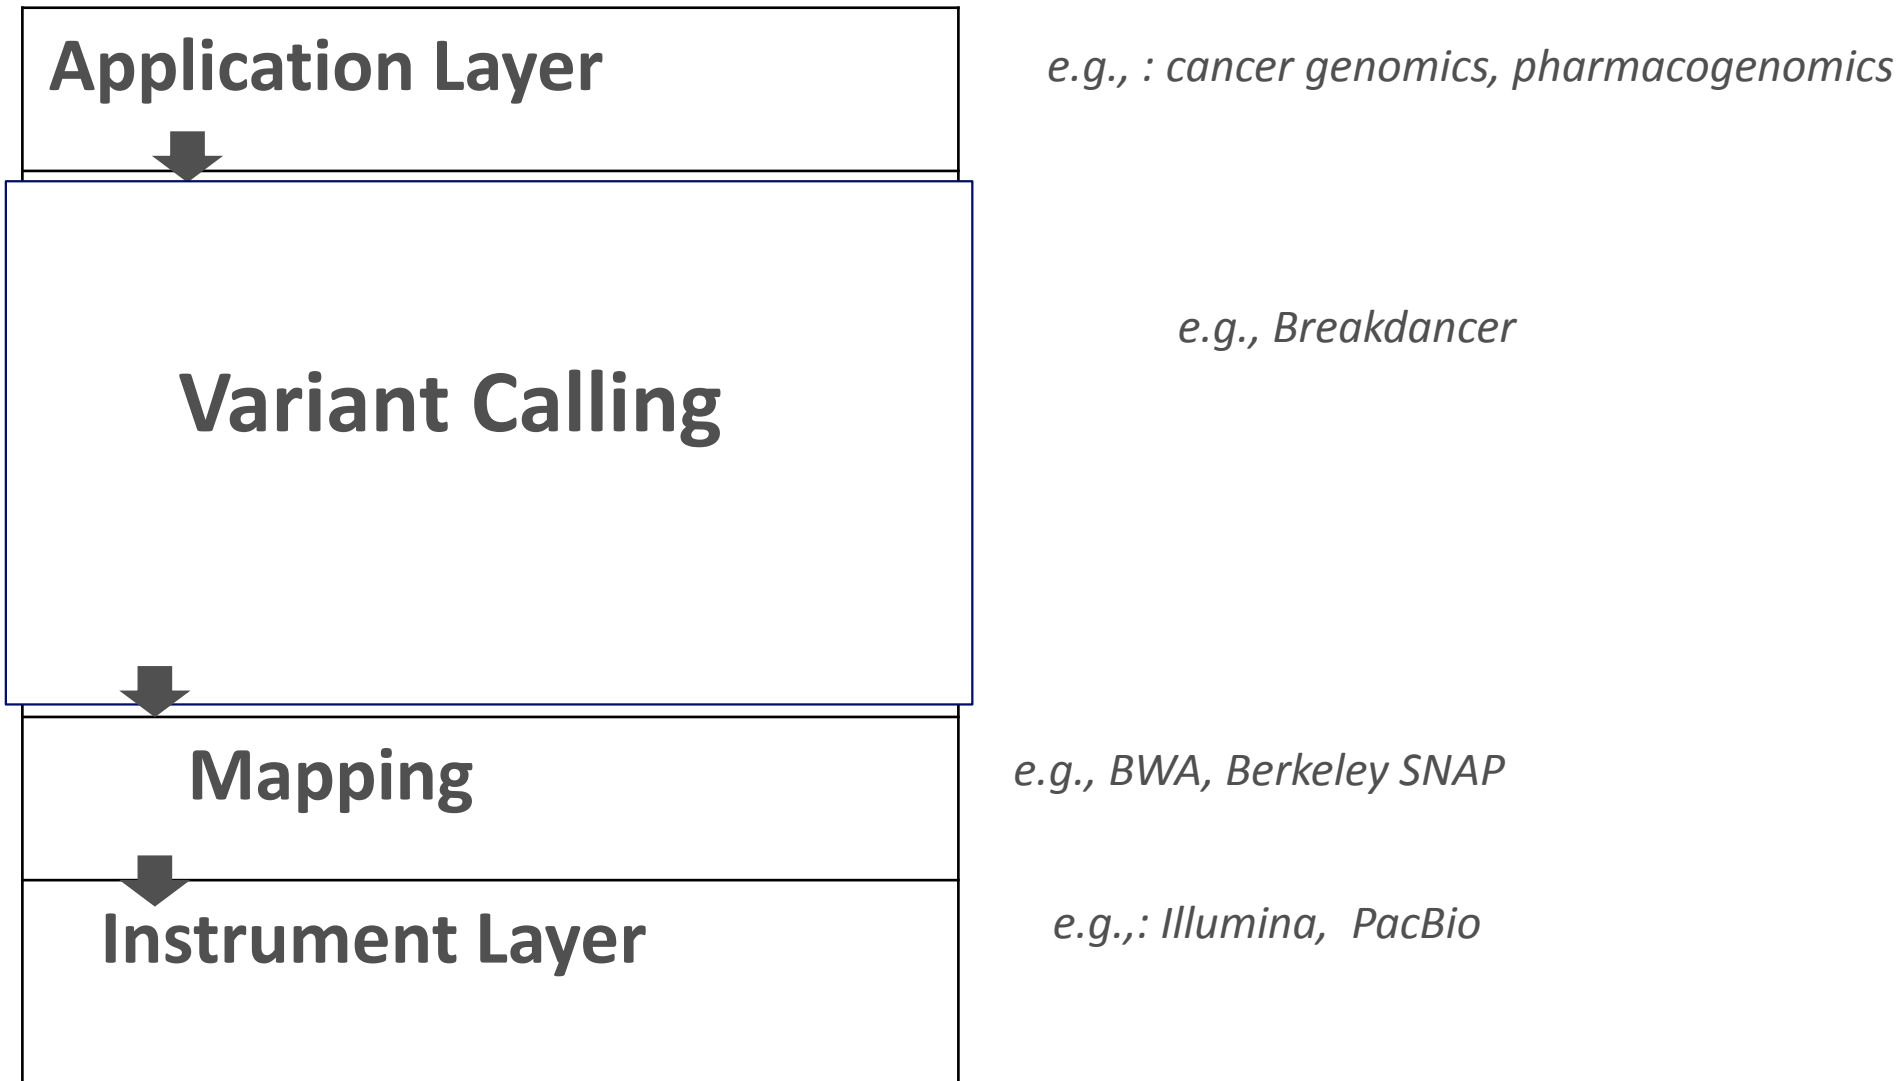 Application Layer
e.g., : cancer genomics, pharmacogenomics
e.g., Breakdancer
Variant Calling
Mapping
e.g., BWA, Berkeley SNAP
Instrument Layer
e.g.,: Illumina, PacBio